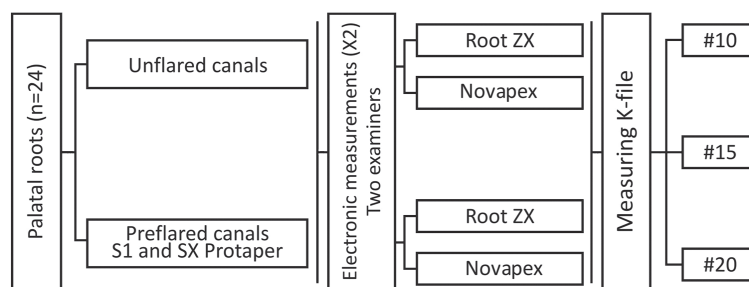 Palatal roots (n=24)
Unflared canals
Preflared canals
S1 and SX Protaper
Electronic measurements (X2)
Two examiners
Root ZX
Novapex
Root ZX
Novapex
Measuring K-file
#10
#15
#20